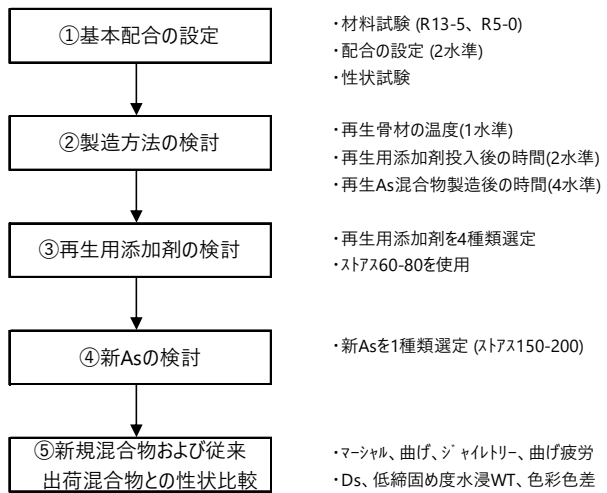 ①基本配合の設定
・材料試験 (R13-5、R5-0)
・配合の設定 (2水準)
・性状試験
②製造方法の検討
・再生骨材の温度(1水準)
・再生用添加剤投入後の時間(2水準)
・再生As混合物製造後の時間(4水準)
③再生用添加剤の検討
・再生用添加剤を4種類選定
・ｽﾄｱｽ60-80を使用
④新Asの検討
・新Asを1種類選定 (ｽﾄｱｽ150-200)
⑤新規混合物および従来
出荷混合物との性状比較
・ﾏｰｼｬﾙ、曲げ、ｼﾞｬｲﾚﾄﾘｰ、曲げ疲労
・Ds、低締固め度水浸WT、色彩色差